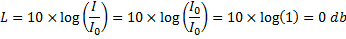 L = 10 × log(I/I₀) = 10 × log(I₀/I₀) = 10 × log(1) = 0 db